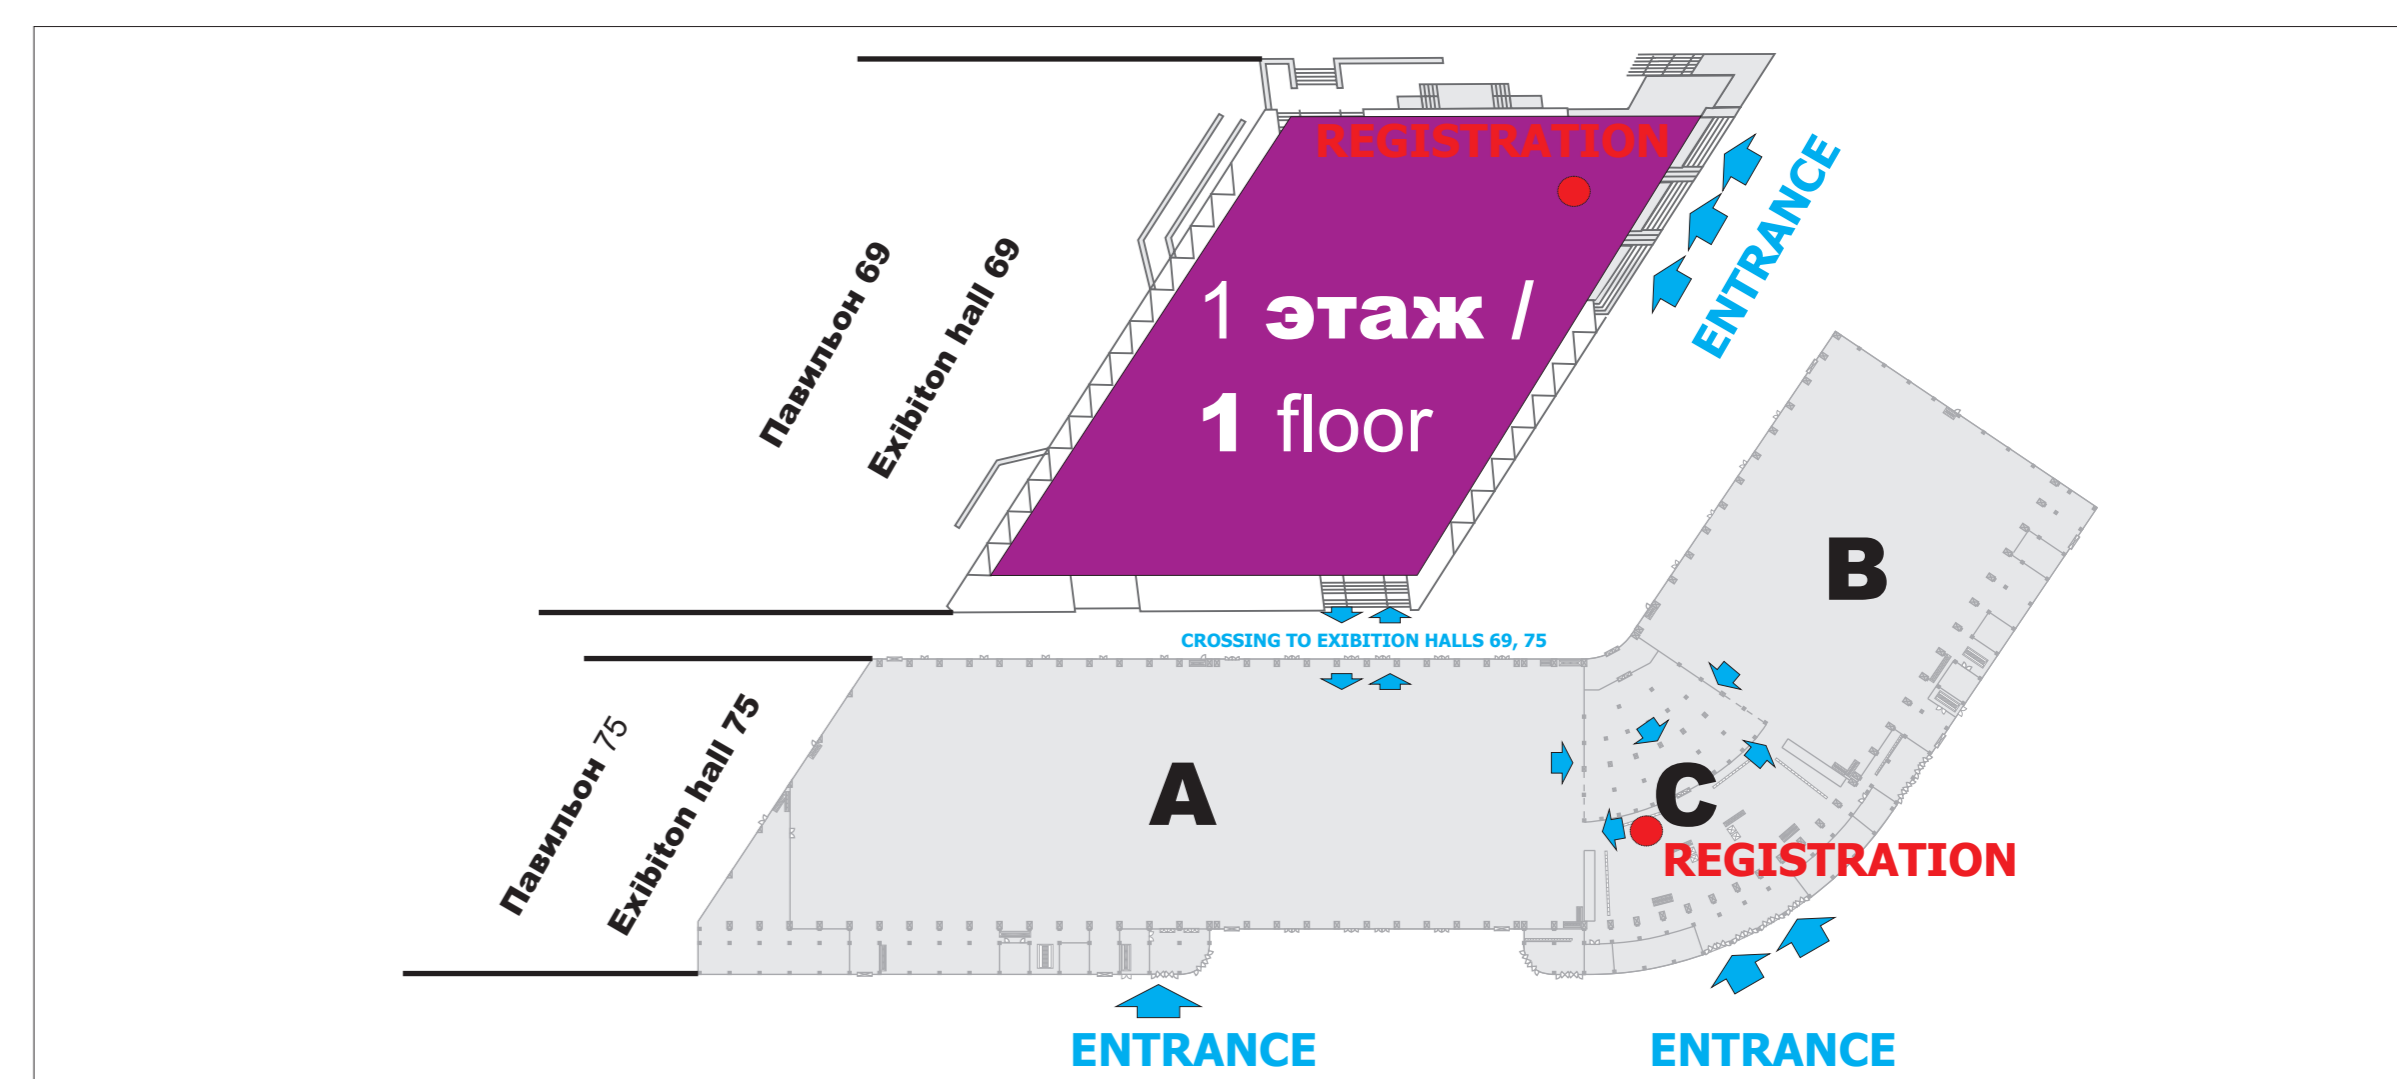 REGISTRATION
ENTRANCE
Павильон 69
Exibiton hall 69
1 этаж /
1 floor
B
CROSSING TO EXIBITION HALLS 69, 75
Павильон 75
Exibiton hall 75
A
C
REGISTRATION
ENTRANCE
ENTRANCE